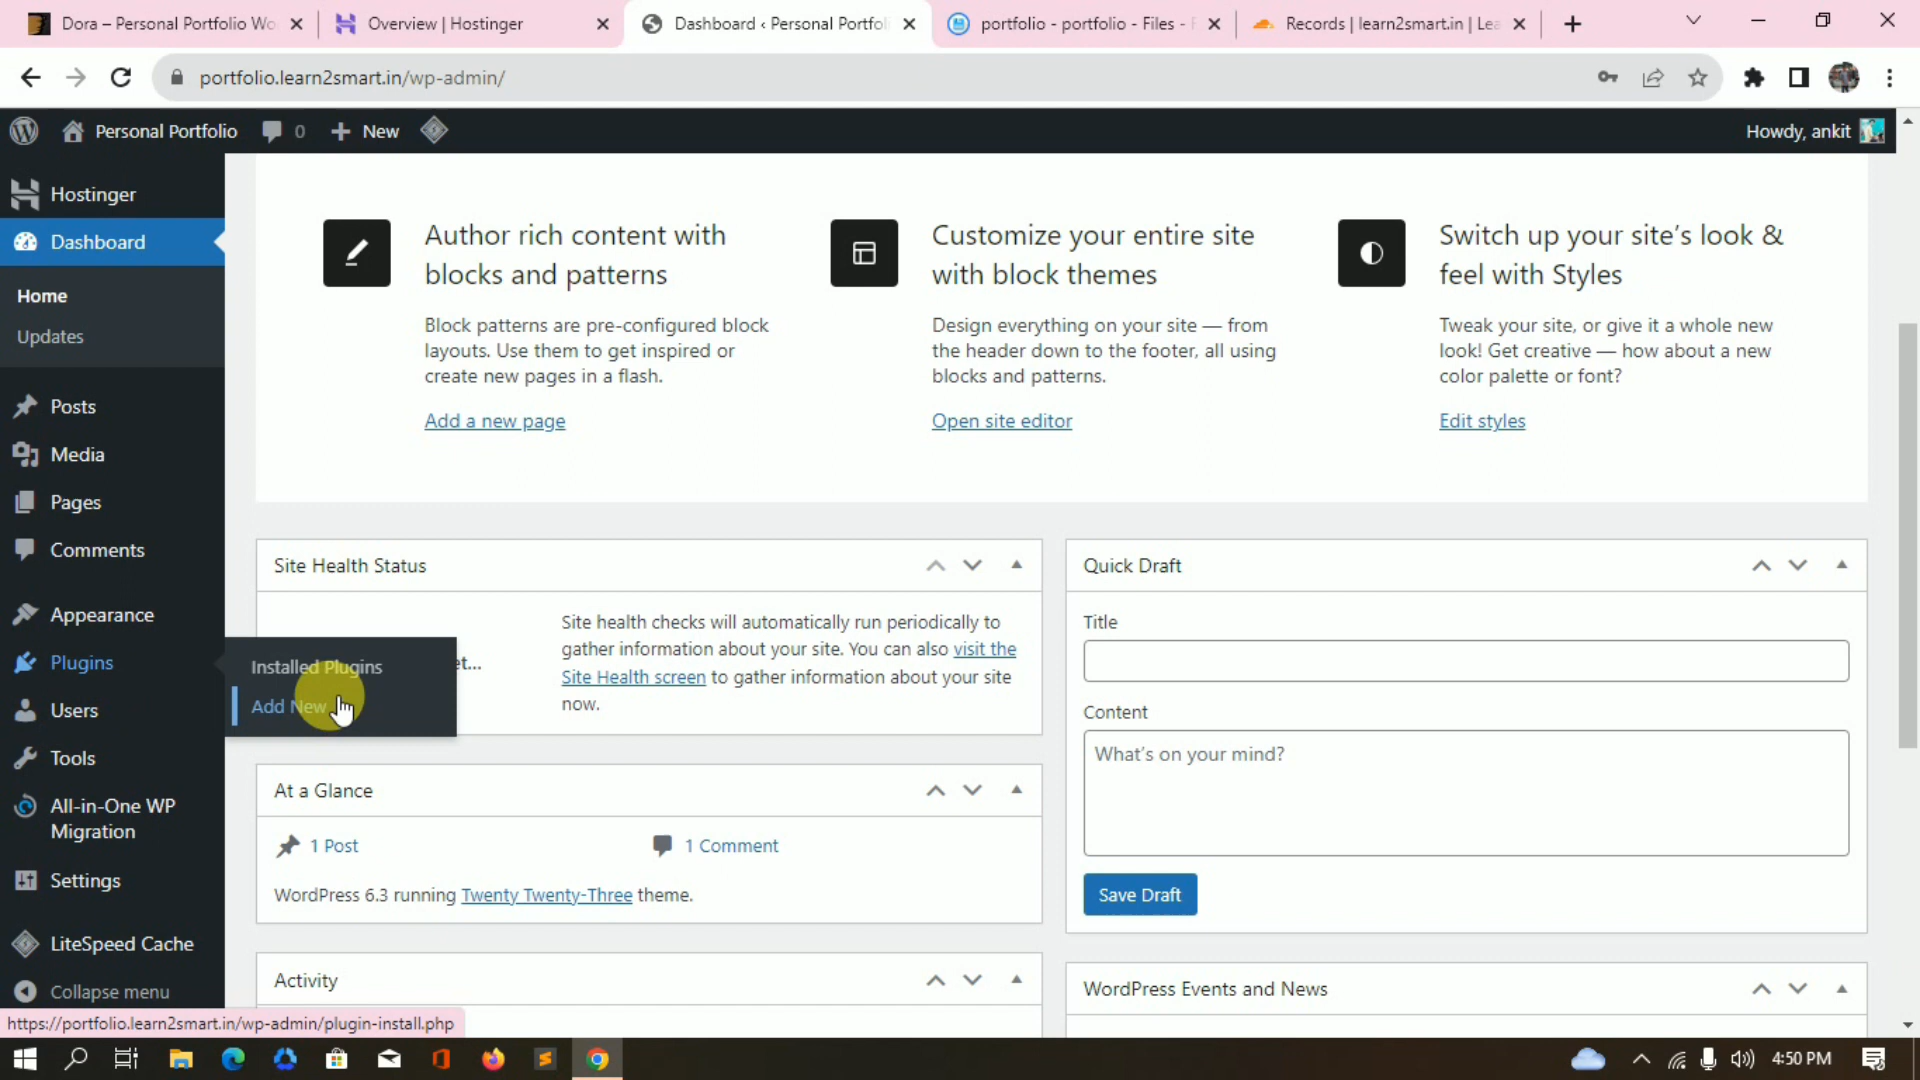 Dora – Personal Portfolio Wo
Overview | Hostinger
Dashboard ‹ Personal Portfoli
portfolio - portfolio - Files - F
Records | learn2smart.in | Lea
portfolio.learn2smart.in/wp-admin/
Personal Portfolio
0
New
Howdy, ankit
Hostinger
Dashboard
Home
Updates
Posts
Media
Pages
Comments
Appearance
Plugins
Users
Tools
All-in-One WP
Migration
Settings
LiteSpeed Cache
Collapse menu
Installed Plugins
Add New
Author rich content with
blocks and patterns
Block patterns are pre-configured block
layouts. Use them to get inspired or
create new pages in a flash.
Add a new page
Customize your entire site
with block themes
Design everything on your site — from
the header down to the footer, all using
blocks and patterns.
Open site editor
Switch up your site's look &
feel with Styles
Tweak your site, or give it a whole new
look! Get creative — how about a new
color palette or font?
Edit styles
Site Health Status
et...
Site health checks will automatically run periodically to
gather information about your site. You can also visit the
Site Health screen to gather information about your site
now.
At a Glance
1 Post
1 Comment
WordPress 6.3 running Twenty Twenty-Three theme.
Activity
Quick Draft
Title
Content
What's on your mind?
Save Draft
WordPress Events and News
https://portfolio.learn2smart.in/wp-admin/plugin-install.php
4:50 PM